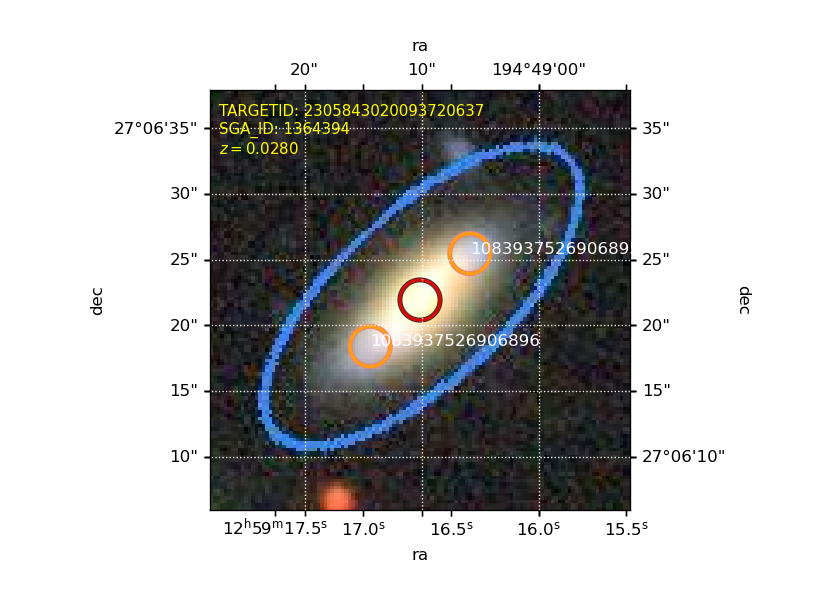 ra
20" 10" 194°49'00"
TARGETID: 2305843020093720637
SGA_ID: 1364394
z = 0.0280
27°06'35" 35"
30" 30"
25" 25"
20" 20"
15" 15"
10" 27°06'10"
108393752690689
1083937526906896
dec
dec
12ʰ59ᵐ17.5ˢ 17.0ˢ 16.5ˢ 16.0ˢ 15.5ˢ
ra